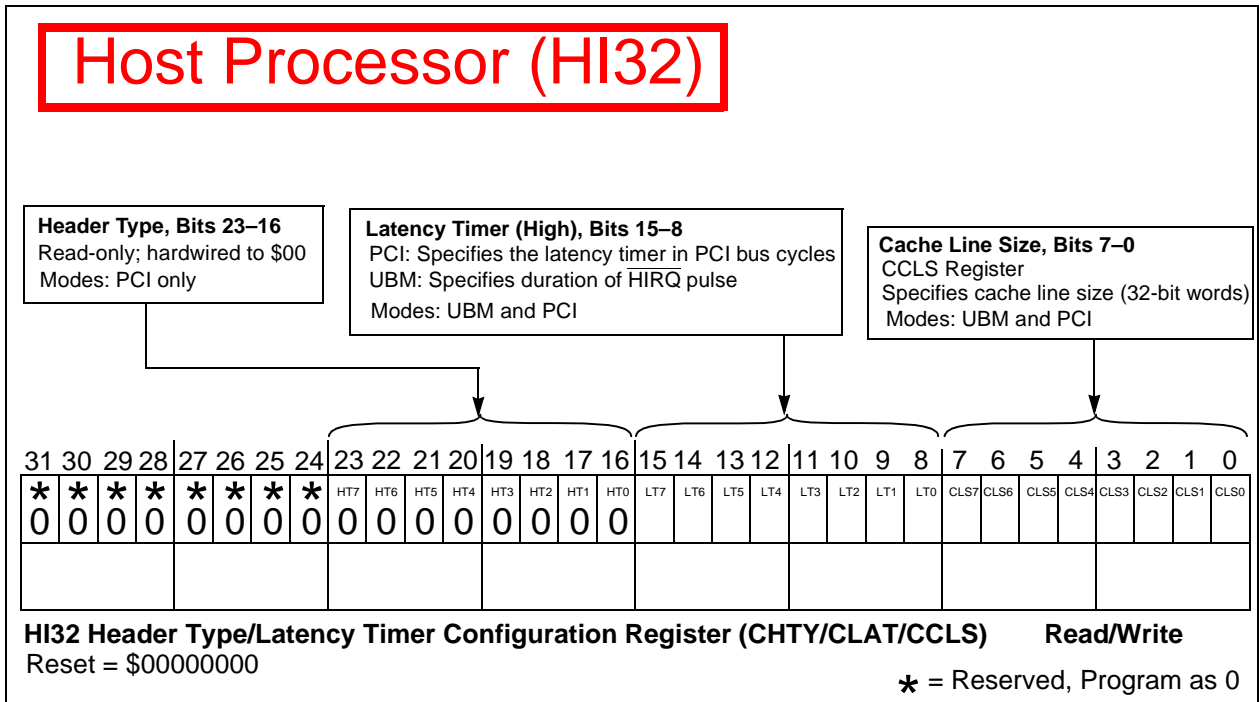 Host Processor (HI32)
Header Type, Bits 23–16
Read-only; hardwired to $00
Modes: PCI only
Latency Timer (High), Bits 15–8
PCI: Specifies the latency timer in PCI bus cycles
UBM: Specifies duration of HIRQ pulse
Modes: UBM and PCI
Cache Line Size, Bits 7–0
CCLS Register
Specifies cache line size (32-bit words)
Modes: UBM and PCI
31 30 29 28 27 26 25 24 23 22 21 20 19 18 17 16 15 14 13 12 11 10 9 8 7 6 5 4 3 2 1 0
* * * * * * * * HT7 HT6 HT5 HT4 HT3 HT2 HT1 HT0 LT7 LT6 LT5 LT4 LT3 LT2 LT1 LT0 CLS7 CLS6 CLS5 CLS4 CLS3 CLS2 CLS1 CLS0
0 0 0 0 0 0 0 0 0 0 0 0 0 0 0 0
HI32 Header Type/Latency Timer Configuration Register (CHTY/CLAT/CCLS) Read/Write
Reset = $00000000
* = Reserved, Program as 0